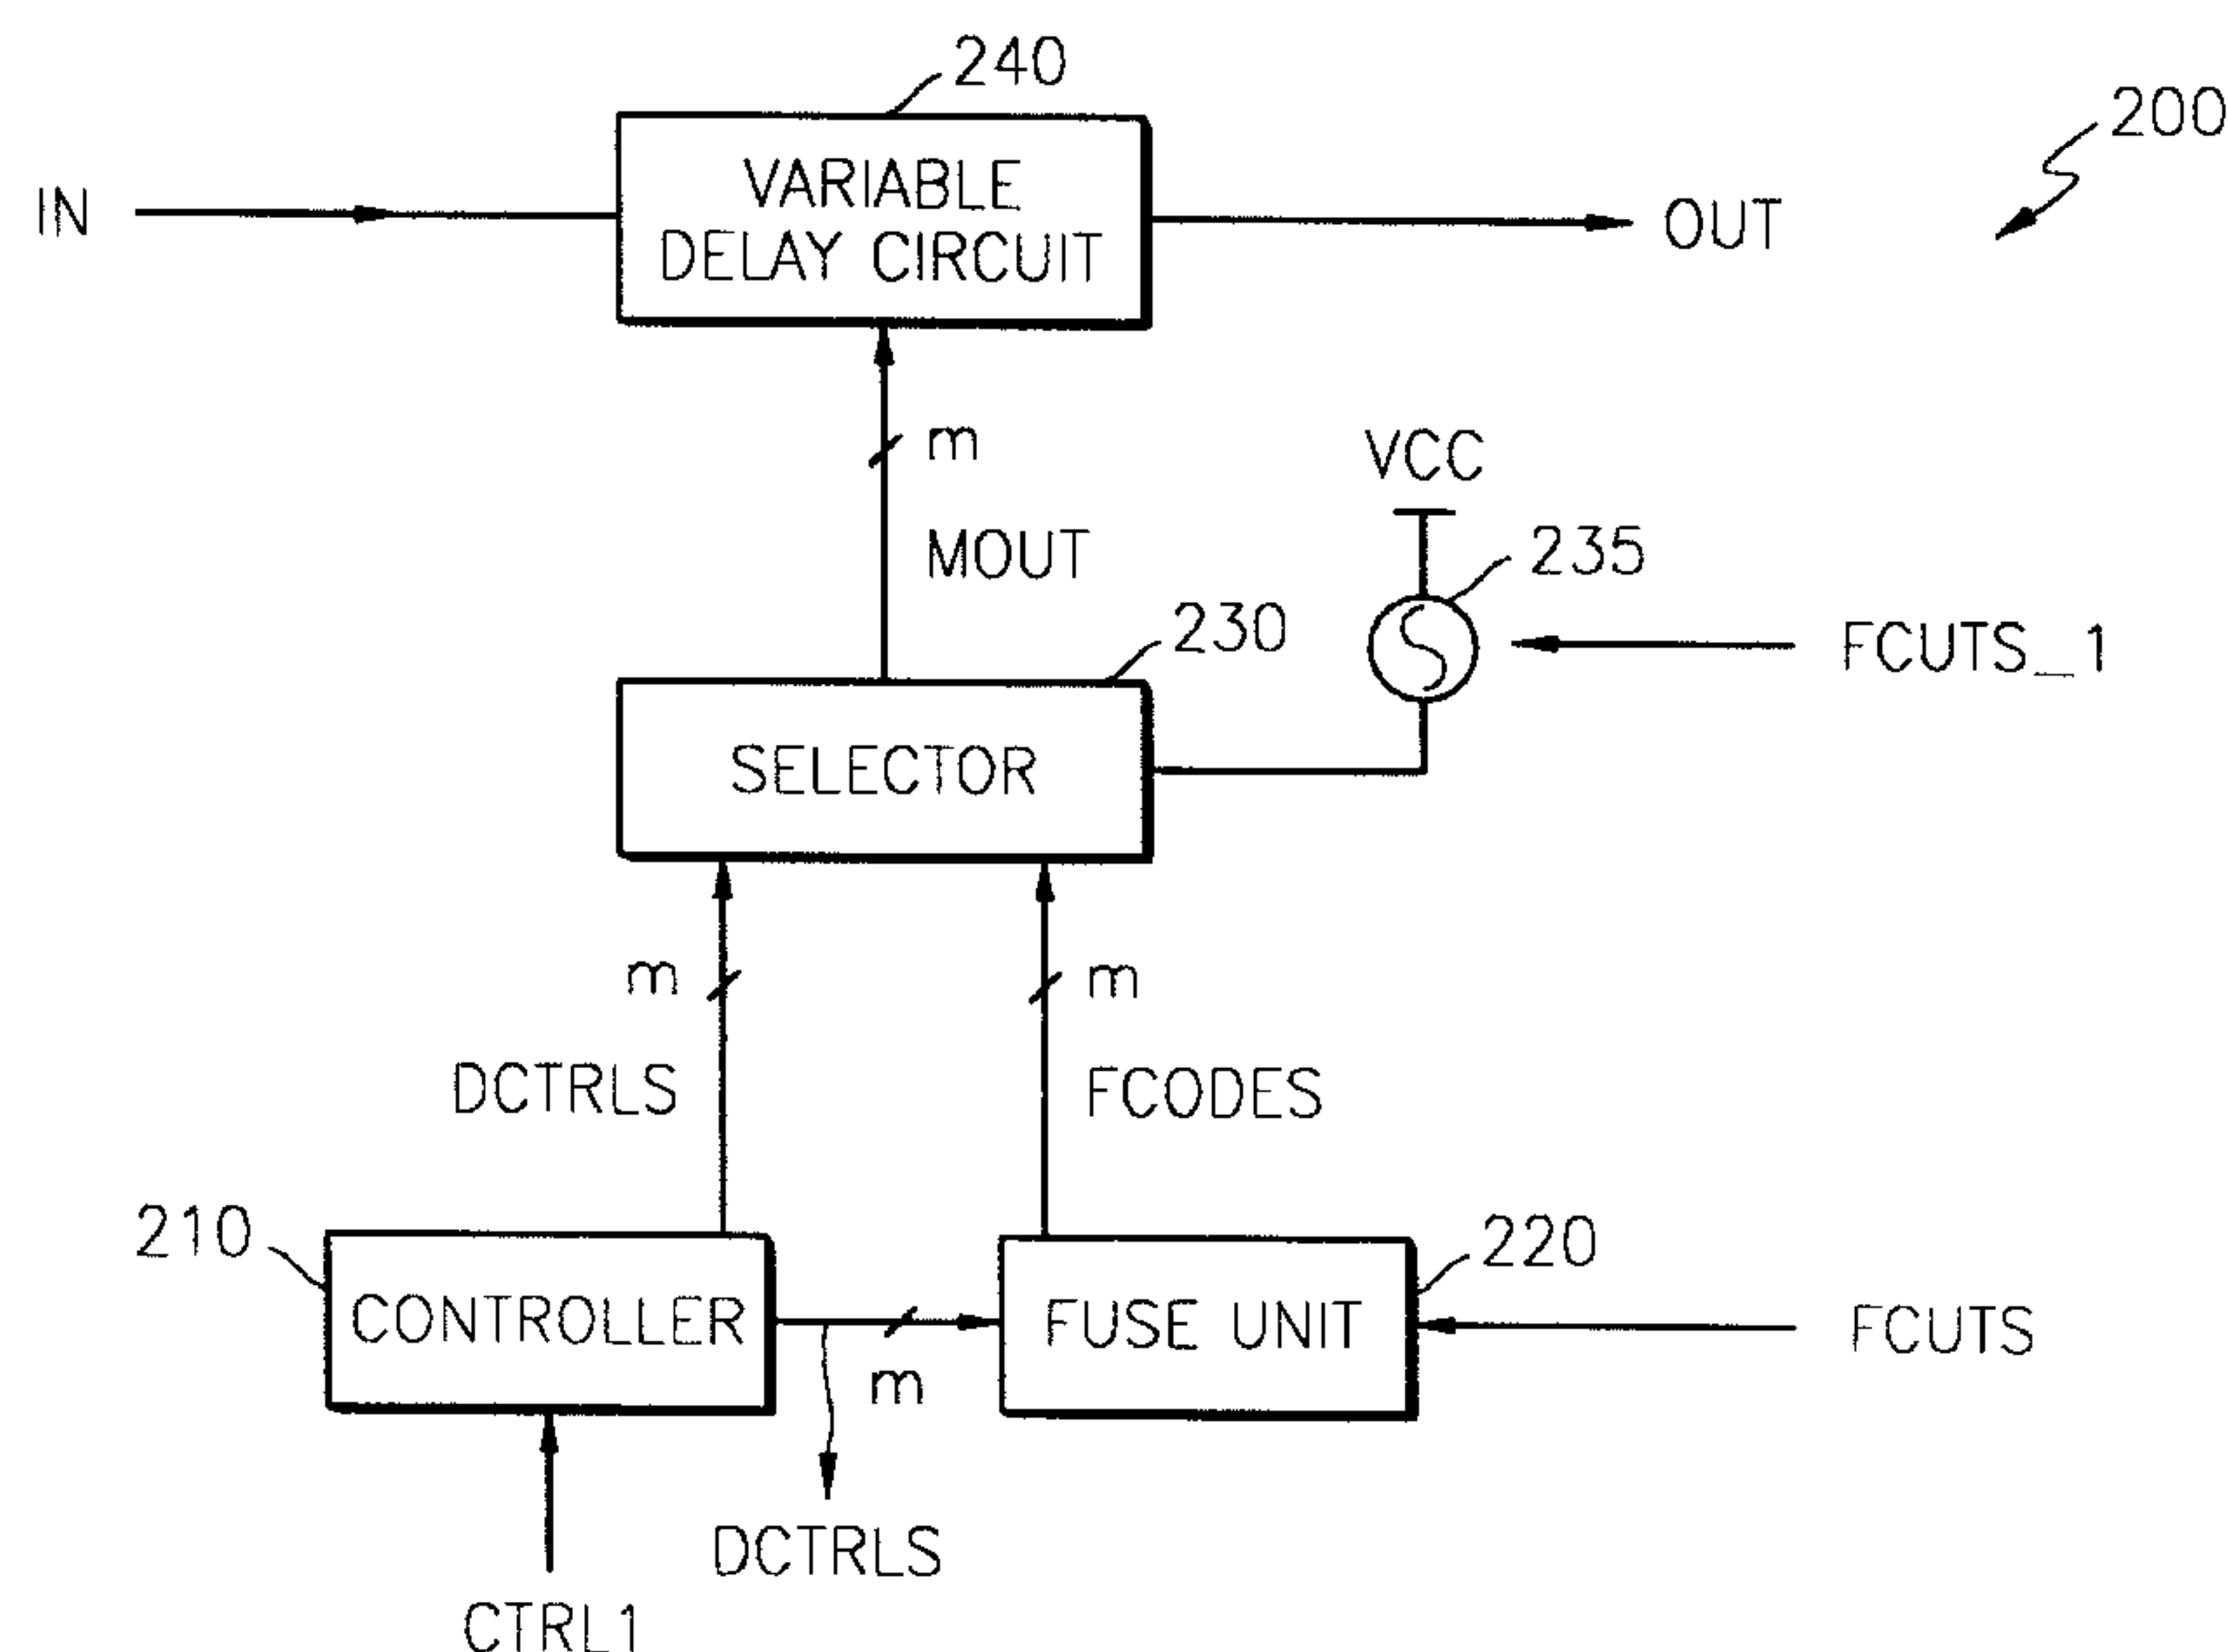 240
200
VARIABLE
DELAY CIRCUIT
IN
OUT
m
VCC
MOUT
235
230
FCUTS_1
SELECTOR
m
m
DCTRLS
FCODES
210
220
CONTROLLER
FUSE UNIT
FCUTS
m
DCTRLS
CTRL1